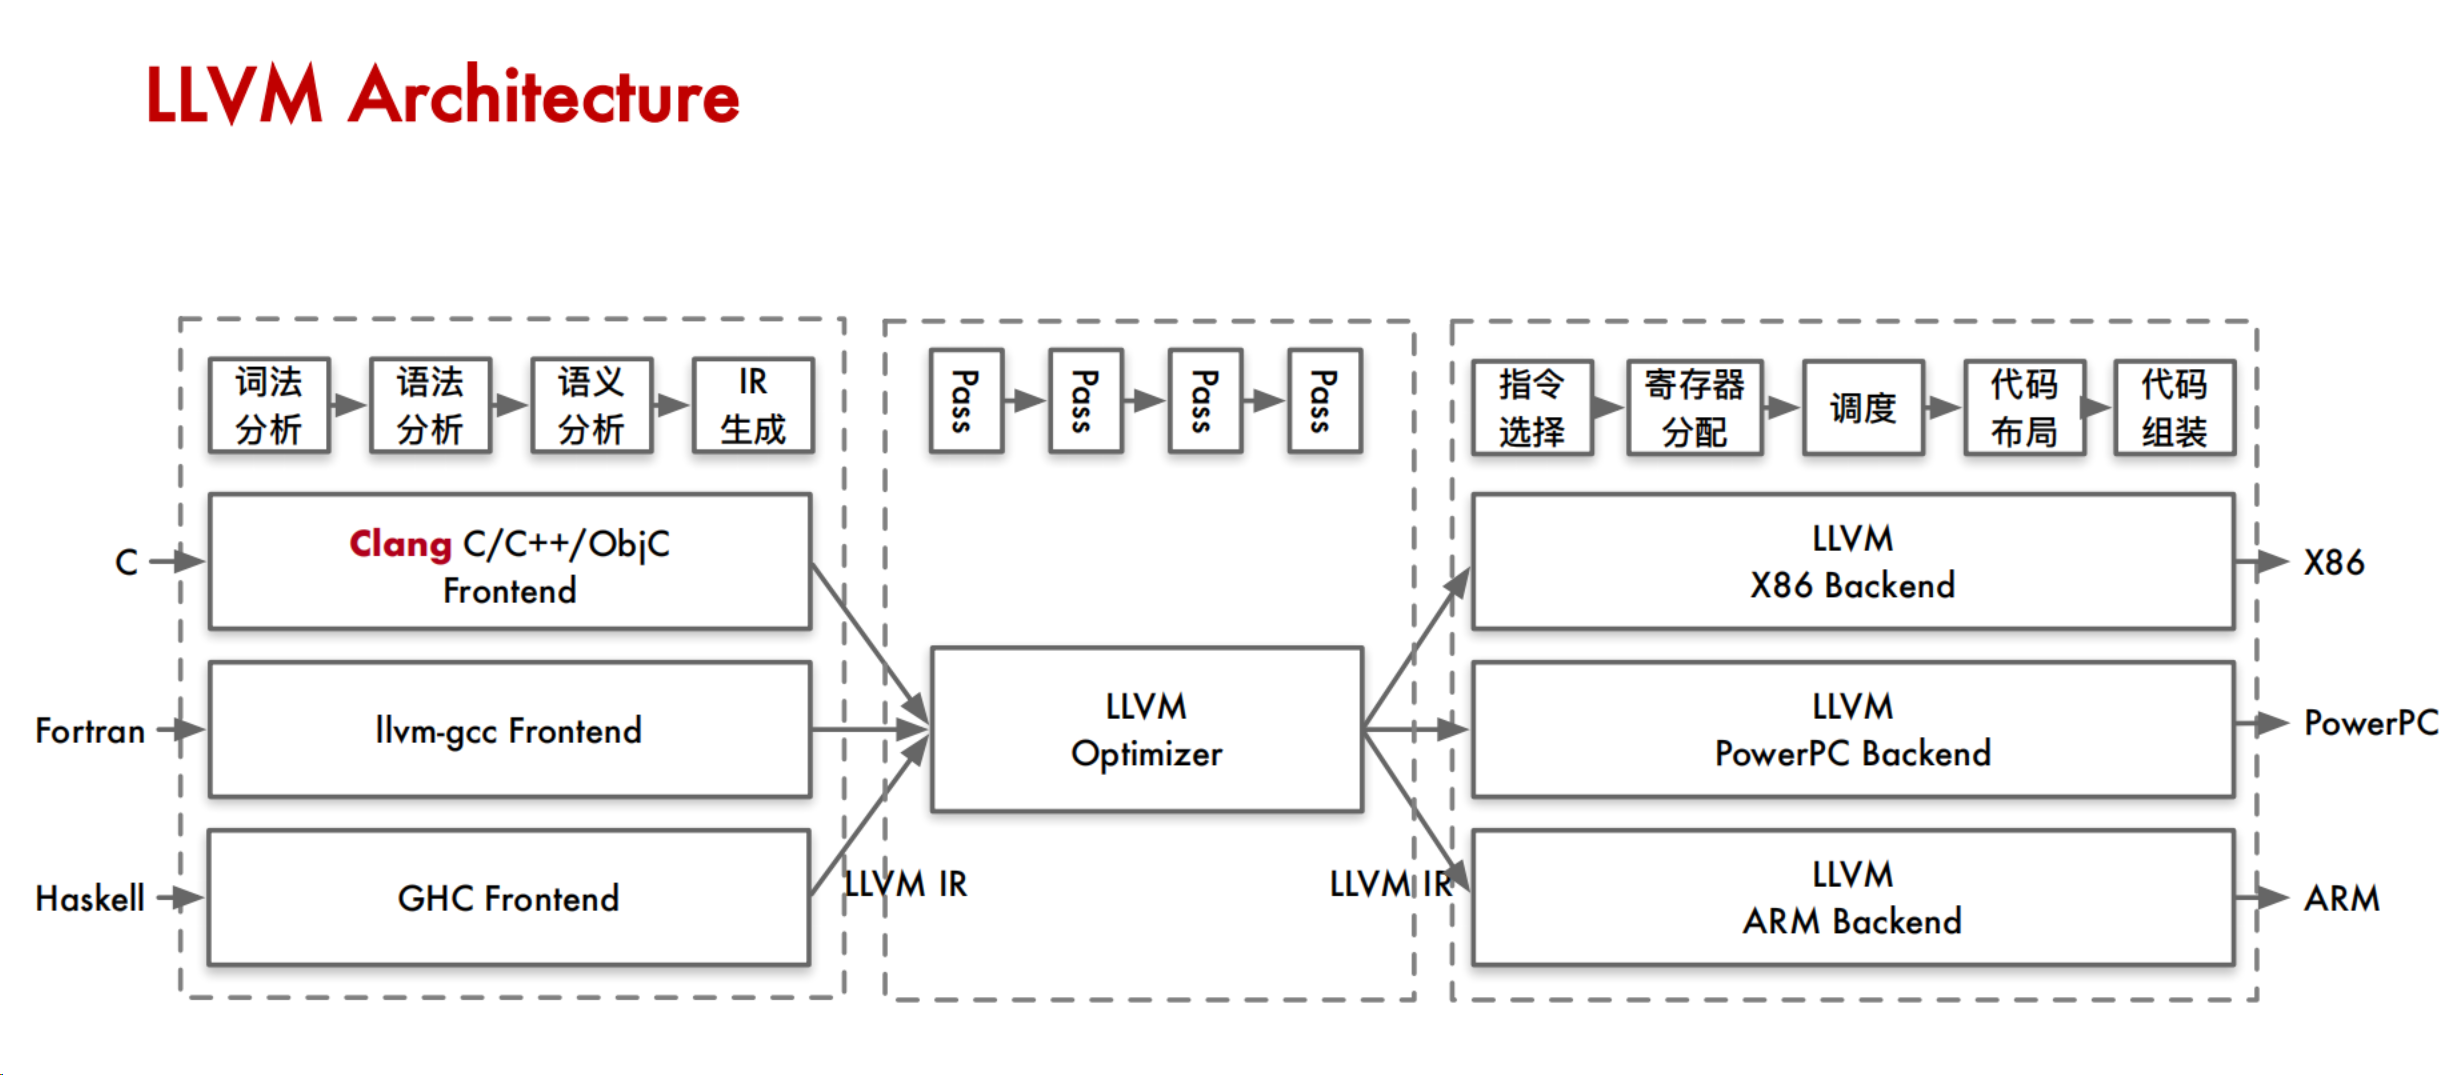 LLVM Architecture
词法
分析
语法
分析
语义
分析
IR
生成
Pass
Pass
Pass
Pass
指令
选择
寄存器
分配
调度
代码
布局
代码
组装
C
Clang C/C++/ObjC
Frontend
Fortran
llvm-gcc Frontend
Haskell
GHC Frontend
LLVM IR
LLVM
Optimizer
LLVM IR
LLVM
X86 Backend
X86
LLVM
PowerPC Backend
PowerPC
LLVM
ARM Backend
ARM